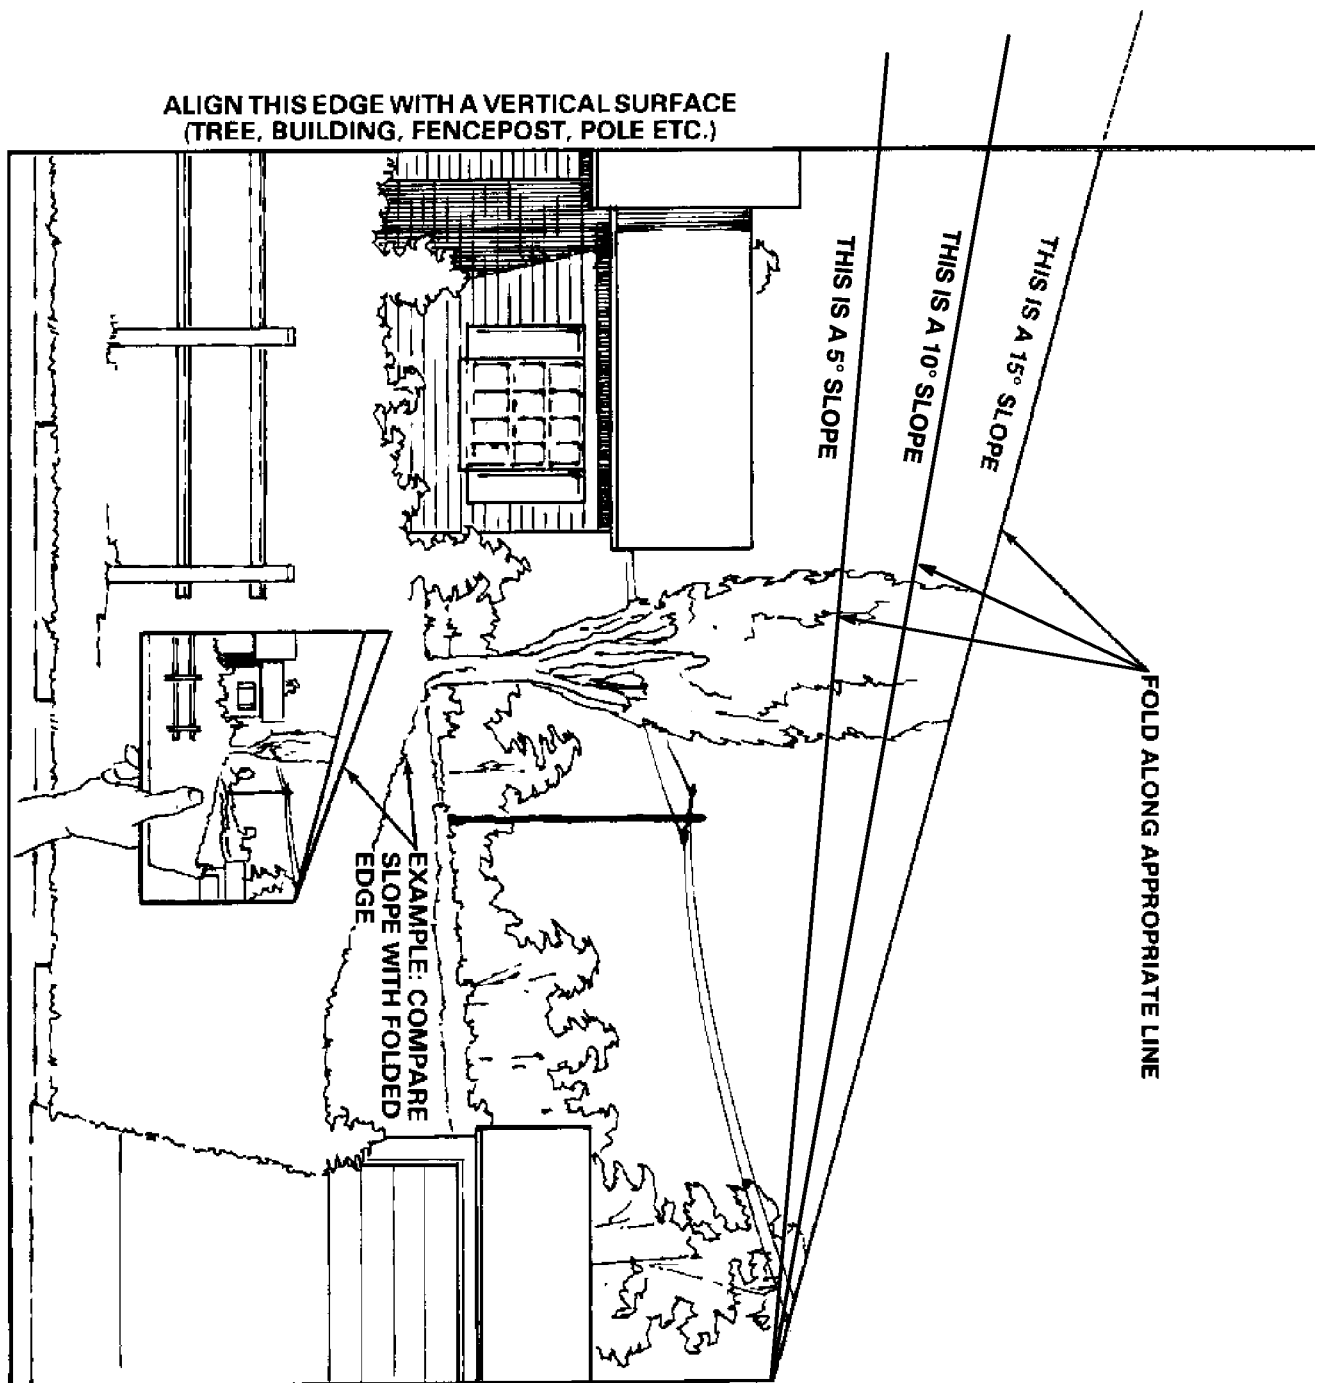 ALIGN THIS EDGE WITH A VERTICAL SURFACE
(TREE, BUILDING, FENCEPOST, POLE ETC.)
THIS IS A 15° SLOPE
THIS IS A 10° SLOPE
THIS IS A 5° SLOPE
FOLD ALONG APPROPRIATE LINE
EXAMPLE: COMPARE
SLOPE WITH FOLDED
EDGE